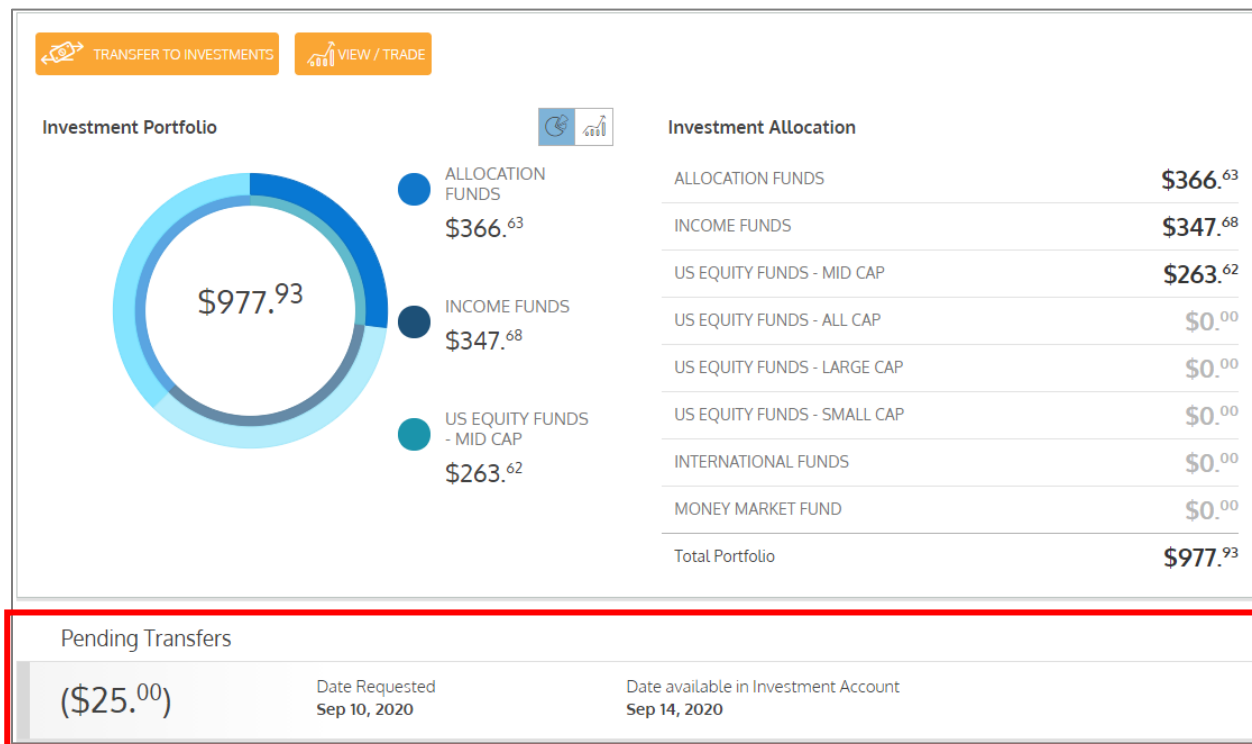 TRANSFER TO INVESTMENTS
VIEW / TRADE
Investment Portfolio
$977.93
ALLOCATION
FUNDS
$366.63
INCOME FUNDS
$347.68
US EQUITY FUNDS
- MID CAP
$263.62
Investment Allocation
ALLOCATION FUNDS $366.63
INCOME FUNDS $347.68
US EQUITY FUNDS - MID CAP $263.62
US EQUITY FUNDS - ALL CAP $0.00
US EQUITY FUNDS - LARGE CAP $0.00
US EQUITY FUNDS - SMALL CAP $0.00
INTERNATIONAL FUNDS $0.00
MONEY MARKET FUND $0.00
Total Portfolio $977.93
Pending Transfers
($25.00)
Date Requested
Sep 10, 2020
Date available in Investment Account
Sep 14, 2020